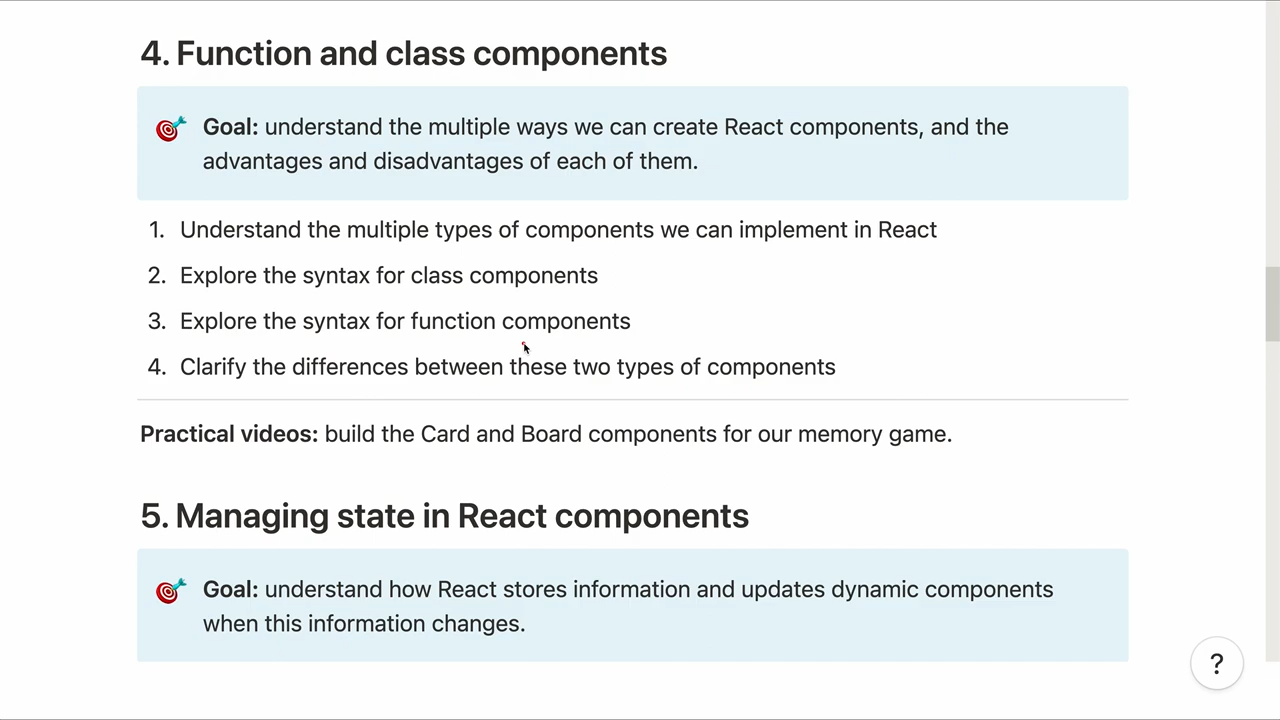 4. Function and class components
Goal: understand the multiple ways we can create React components, and the
advantages and disadvantages of each of them.
1. Understand the multiple types of components we can implement in React
2. Explore the syntax for class components
3. Explore the syntax for function components
4. Clarify the differences between these two types of components
Practical videos: build the Card and Board components for our memory game.
5. Managing state in React components
Goal: understand how React stores information and updates dynamic components
when this information changes.
?